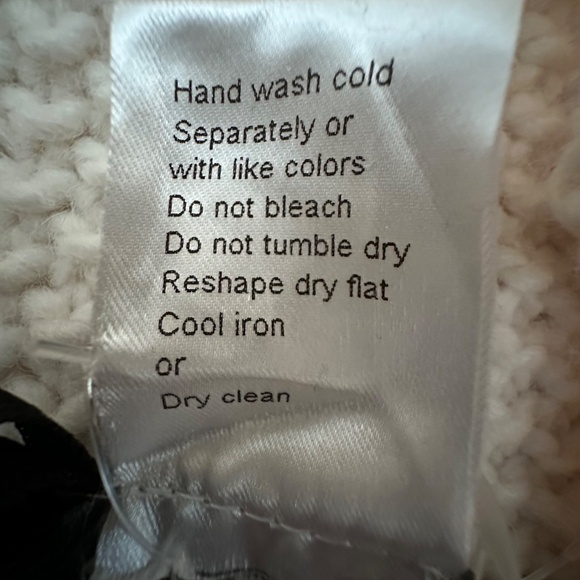 Hand wash cold
Separately or
with like colors
Do not bleach
Do not tumble dry
Reshape dry flat
Cool iron
or
Dry clean